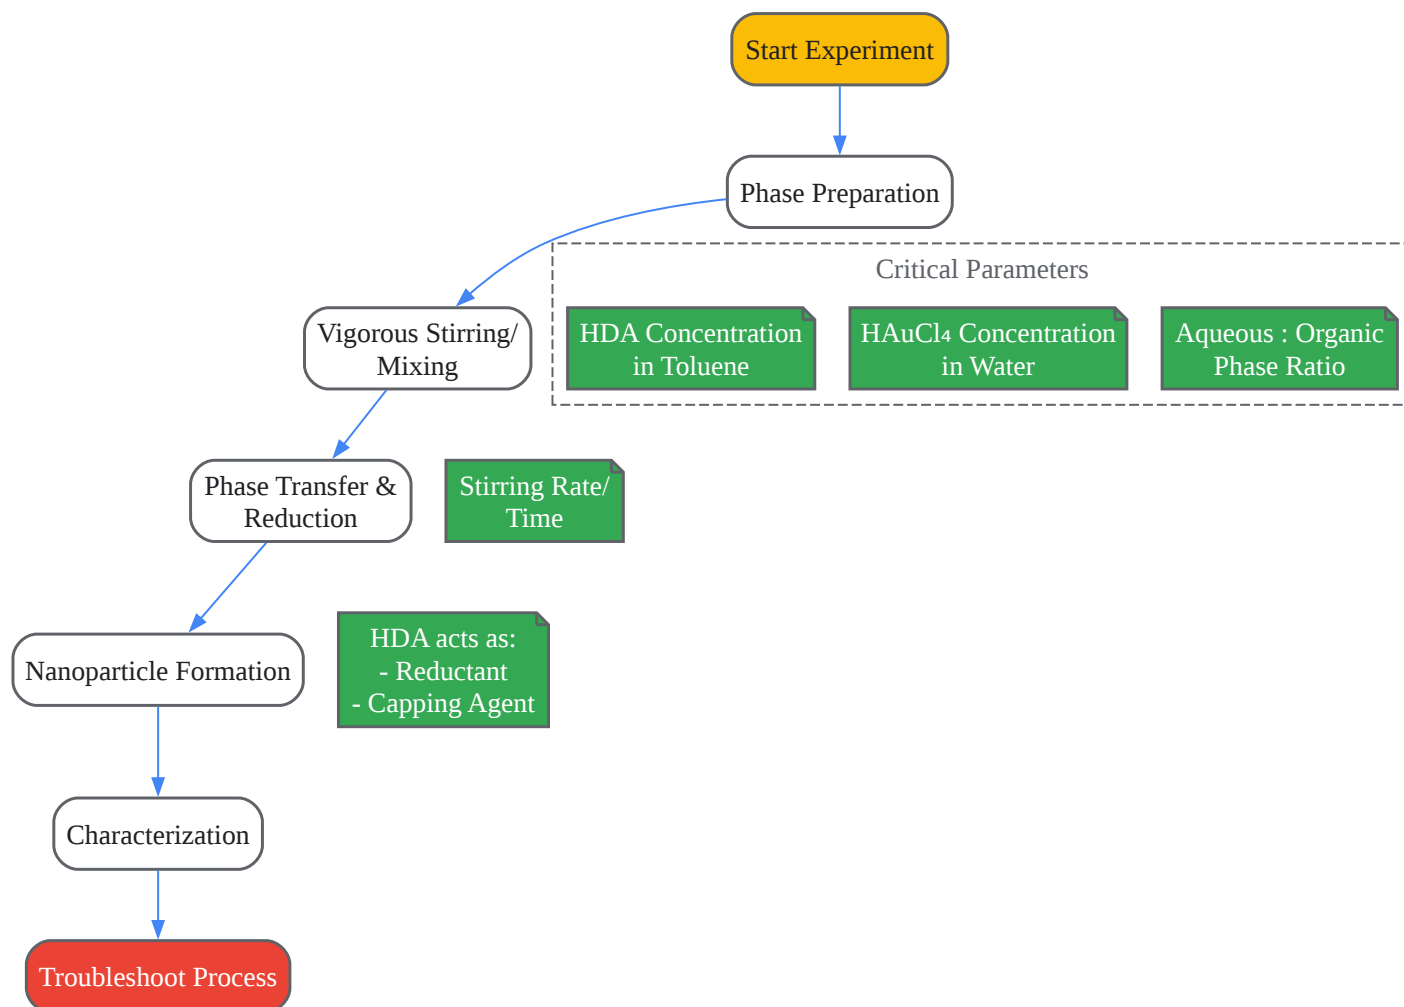 Start Experiment
Phase Preparation
Critical Parameters
Vigorous Stirring/
Mixing
HDA Concentration
in Toluene
HAuCl₄ Concentration
in Water
Aqueous : Organic
Phase Ratio
Phase Transfer &
Reduction
Stirring Rate/
Time
Nanoparticle Formation
HDA acts as:
- Reductant
- Capping Agent
Characterization
Troubleshoot Process